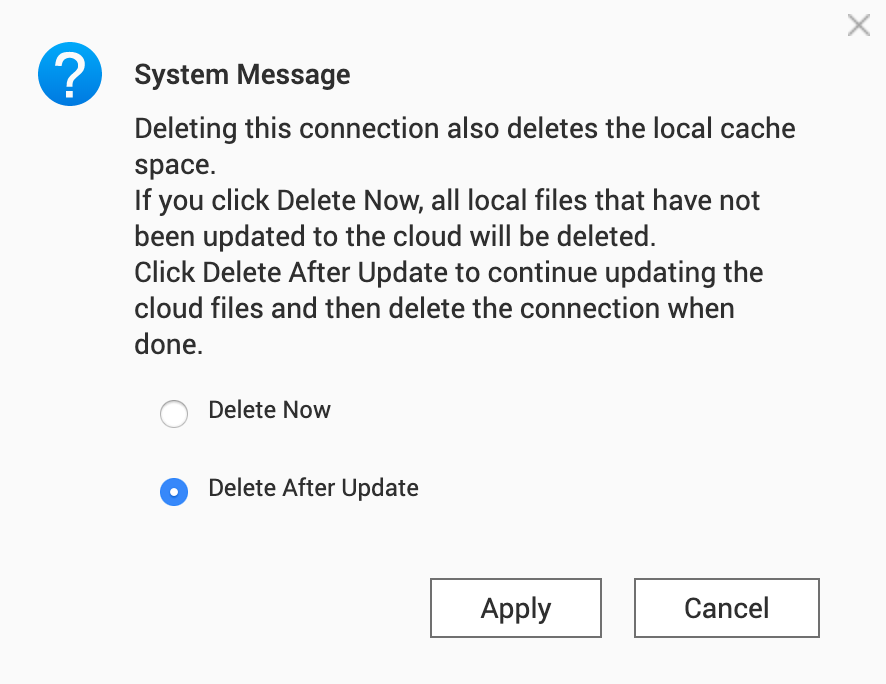 System Message
Deleting this connection also deletes the local cache
space.
If you click Delete Now, all local files that have not
been updated to the cloud will be deleted.
Click Delete After Update to continue updating the
cloud files and then delete the connection when
done.
Delete Now
Delete After Update
Apply
Cancel